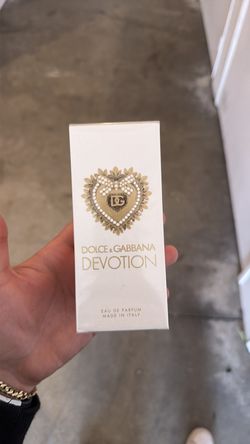 DG
DOLCE & GABBANA
DEVOTION
EAU DE PARFUM
MADE IN ITALY